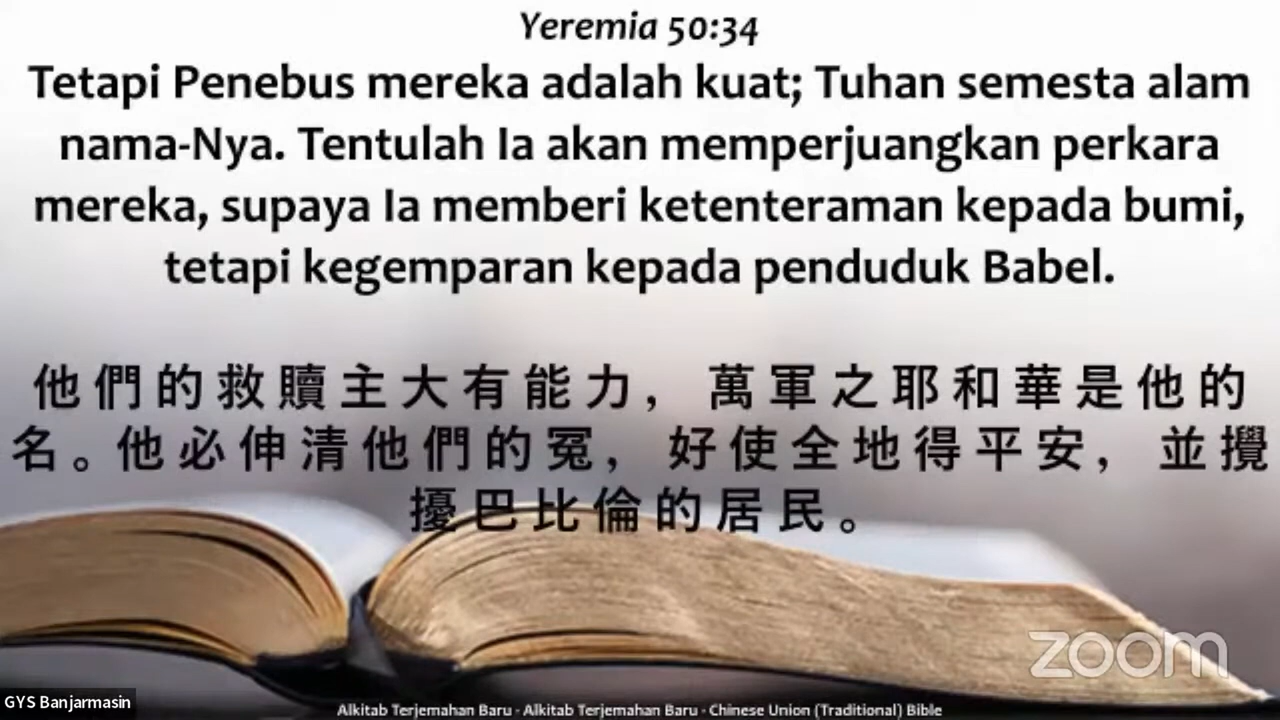 Yeremia 50:34
Tetapi Penebus mereka adalah kuat; Tuhan semesta alam
nama-Nya. Tentulah Ia akan memperjuangkan perkara
mereka, supaya Ia memberi ketenteraman kepada bumi,
tetapi kegemparan kepada penduduk Babel.
他們的救贖主大有能力，萬軍之耶和華是他的
名。他必伸清他們的冤，好使全地得平安，並攪
擾巴比倫的居民。
zoom
GYS Banjarmasin
Alkitab Terjemahan Baru - Alkitab Terjemahan Baru - Chinese Union (Traditional) Bible